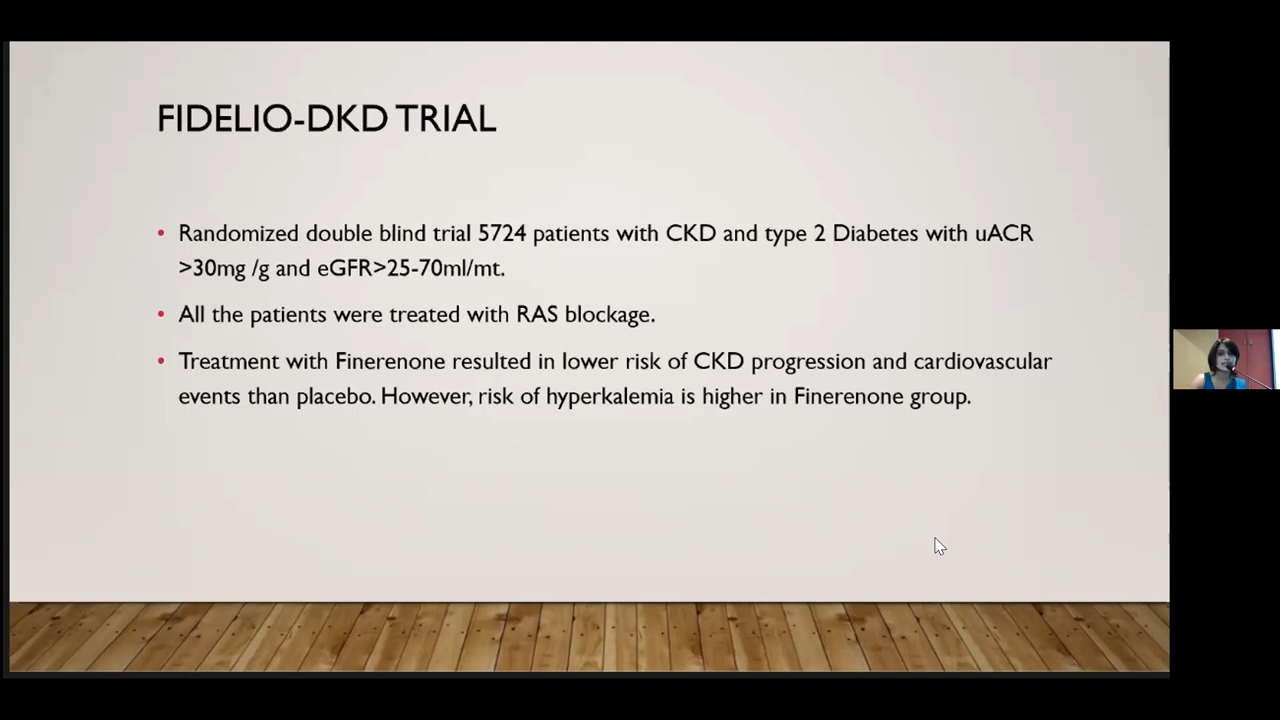 FIDELIO-DKD TRIAL
• Randomized double blind trial 5724 patients with CKD and type 2 Diabetes with uACR
>30mg /g and eGFR>25-70ml/mt.
• All the patients were treated with RAS blockage.
• Treatment with Finerenone resulted in lower risk of CKD progression and cardiovascular
events than placebo. However, risk of hyperkalemia is higher in Finerenone group.